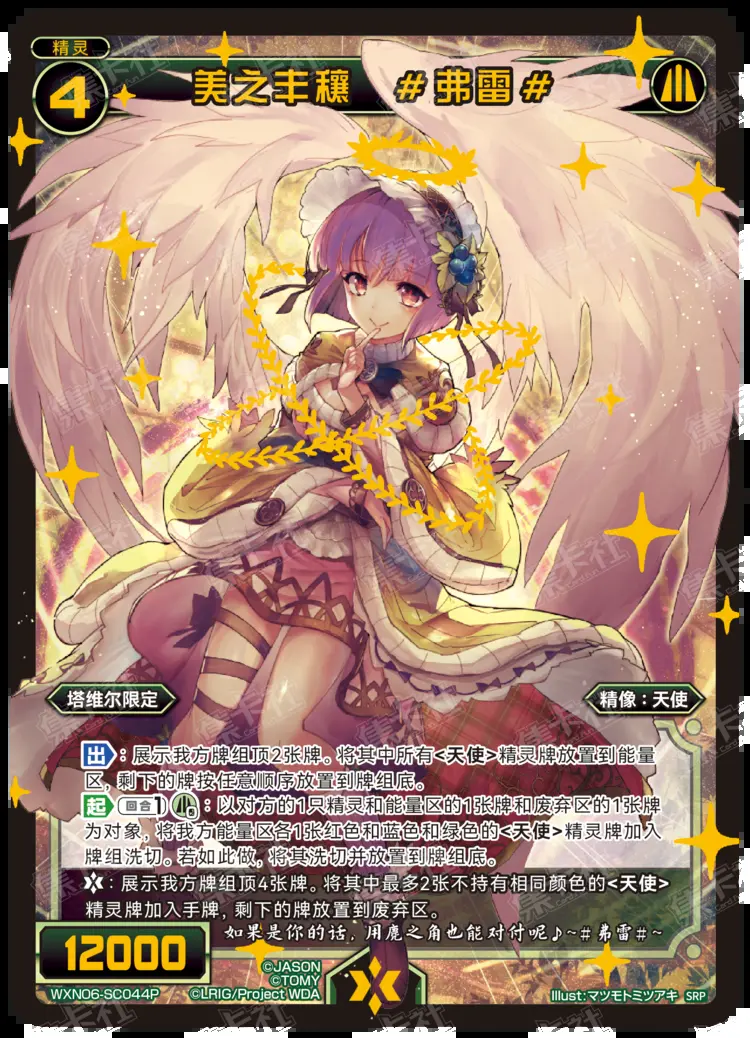 精灵
4
美之丰穰 #弗雷#
塔维尔限定
精像：天使
出：展示我方牌组顶2张牌。将其中所有<天使>精灵牌放置到能量
区，剩下的牌按任意顺序放置到牌组底。
起 回合1 6：以对方的1只精灵和能量区的1张牌和废弃区的1张牌
为对象，将我方能量区各1张红色和蓝色和绿色的<天使>精灵牌加入
牌组洗切。若如此做，将其洗切并放置到牌组底。
：展示我方牌组顶4张牌。将其中最多2张不持有相同颜色的<天使>
精灵牌加入手牌，剩下的牌放置到废弃区。
如果是你的话，用魔之角也能对付呢♪~#弗雷#~
12000
©JASON
©TOMY
WXN06-SC044P ©LRIG/Project WDA
Illust:マツモトミツアキ SRP
集卡社